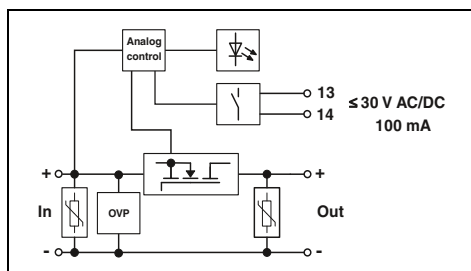 Analog
control
13
14
≤ 30 V AC/DC
100 mA
+
+
In
OVP
Out
-
-